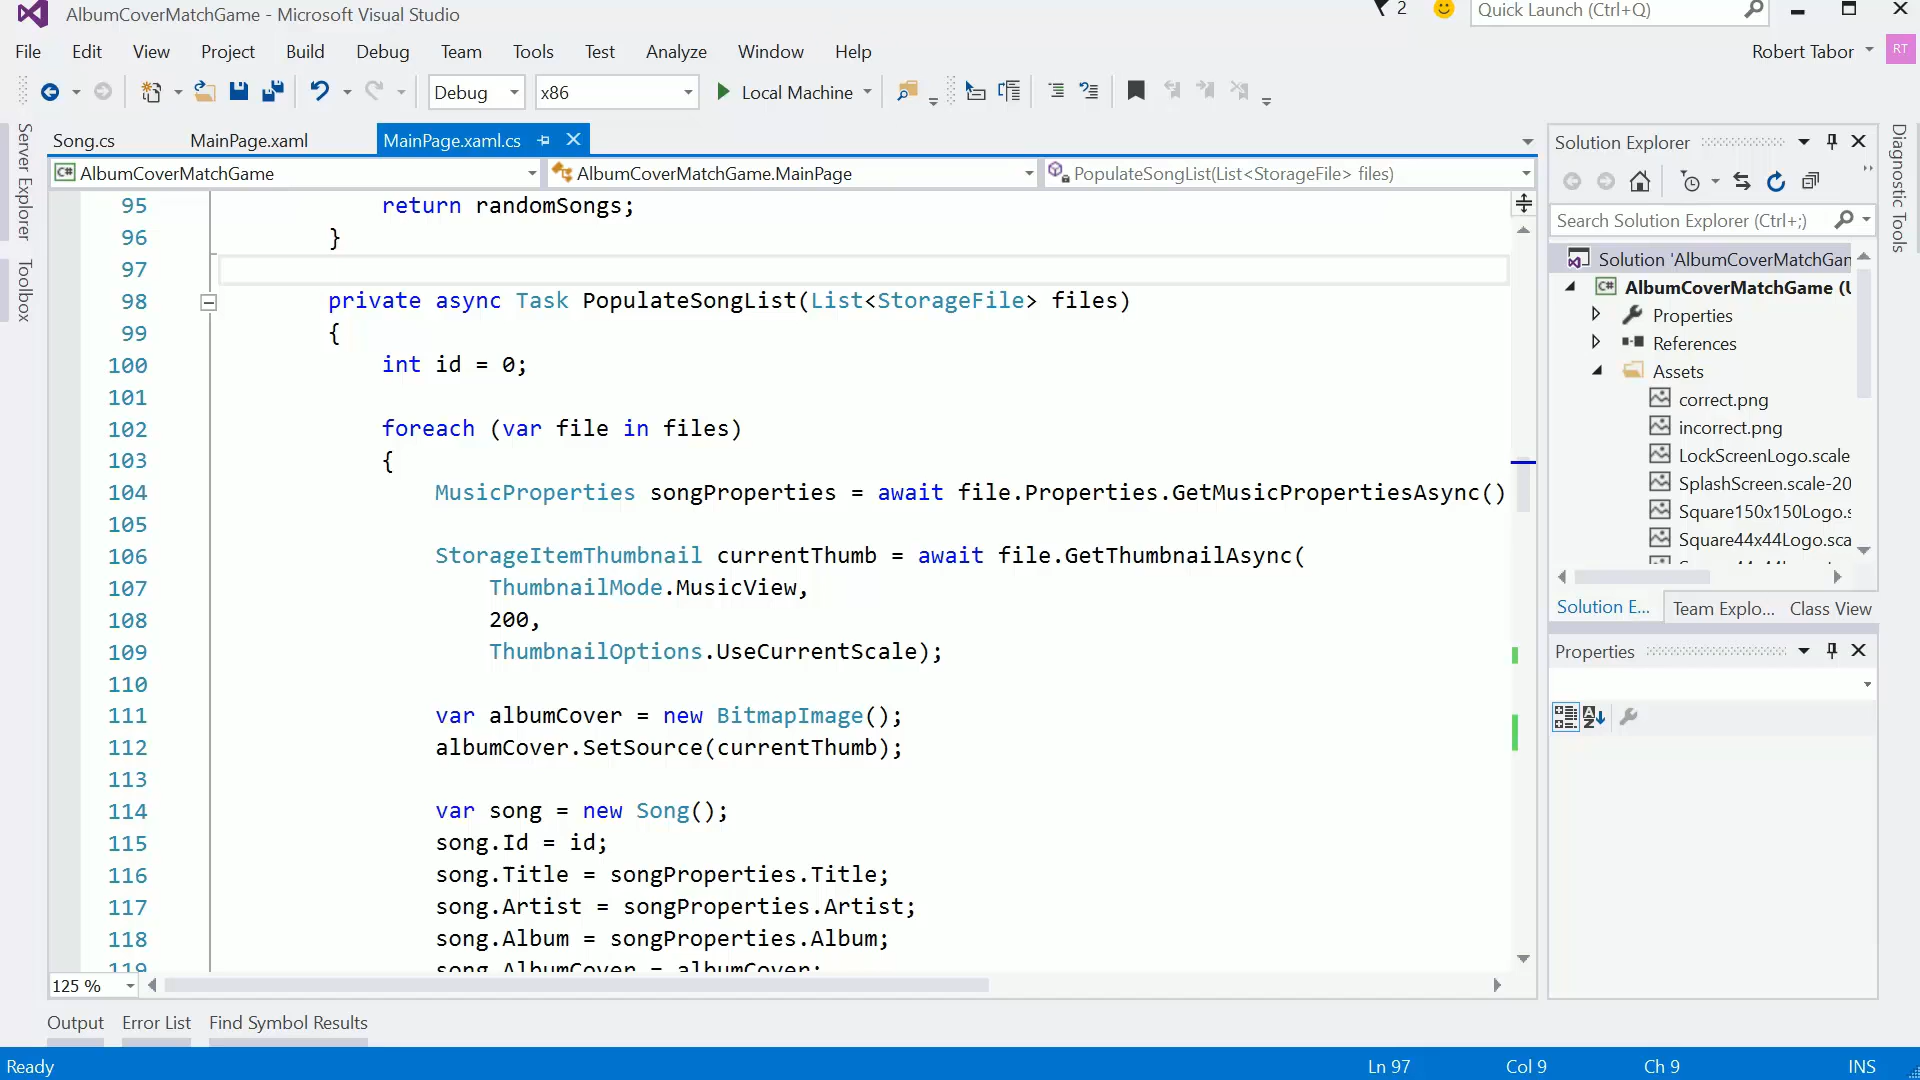 AlbumCoverMatchGame - Microsoft Visual Studio
2
Quick Launch (Ctrl+Q)
File Edit View Project Build Debug Team Tools Test Analyze Window Help
Robert Tabor RT
Debug x86 Local Machine
Server Explorer
Toolbox
Song.cs MainPage.xaml MainPage.xaml.cs
C# AlbumCoverMatchGame AlbumCoverMatchGame.MainPage PopulateSongList(List<StorageFile> files)
95 return randomSongs;
96 }
97
98 private async Task PopulateSongList(List<StorageFile> files)
99 {
100 int id = 0;
101
102 foreach (var file in files)
103 {
104 MusicProperties songProperties = await file.Properties.GetMusicPropertiesAsync()
105
106 StorageItemThumbnail currentThumb = await file.GetThumbnailAsync(
107 ThumbnailMode.MusicView,
108 200,
109 ThumbnailOptions.UseCurrentScale);
110
111 var albumCover = new BitmapImage();
112 albumCover.SetSource(currentThumb);
113
114 var song = new Song();
115 song.Id = id;
116 song.Title = songProperties.Title;
117 song.Artist = songProperties.Artist;
118 song.Album = songProperties.Album;
119 song.AlbumCover = albumCover;
125 %
Output Error List Find Symbol Results
Ready
Ln 97 Col 9 Ch 9 INS
Solution Explorer
Search Solution Explorer (Ctrl+;)
Solution 'AlbumCoverMatchGam
C# AlbumCoverMatchGame (U
Properties
References
Assets
correct.png
incorrect.png
LockScreenLogo.scale
SplashScreen.scale-20
Square150x150Logo.s
Square44x44Logo.sca
Solution E... Team Explo... Class View
Properties
Diagnostic Tools